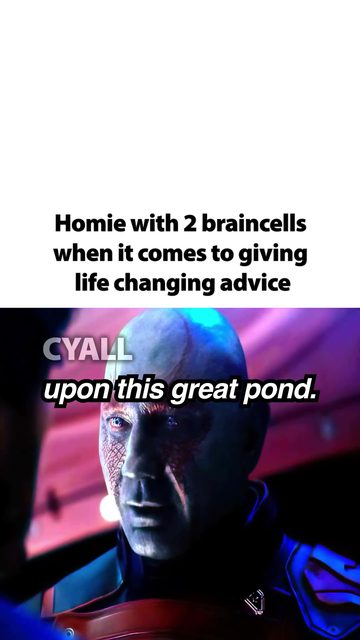 Homie with 2 braincells
when it comes to giving
life changing advice
CYALL
upon this great pond.